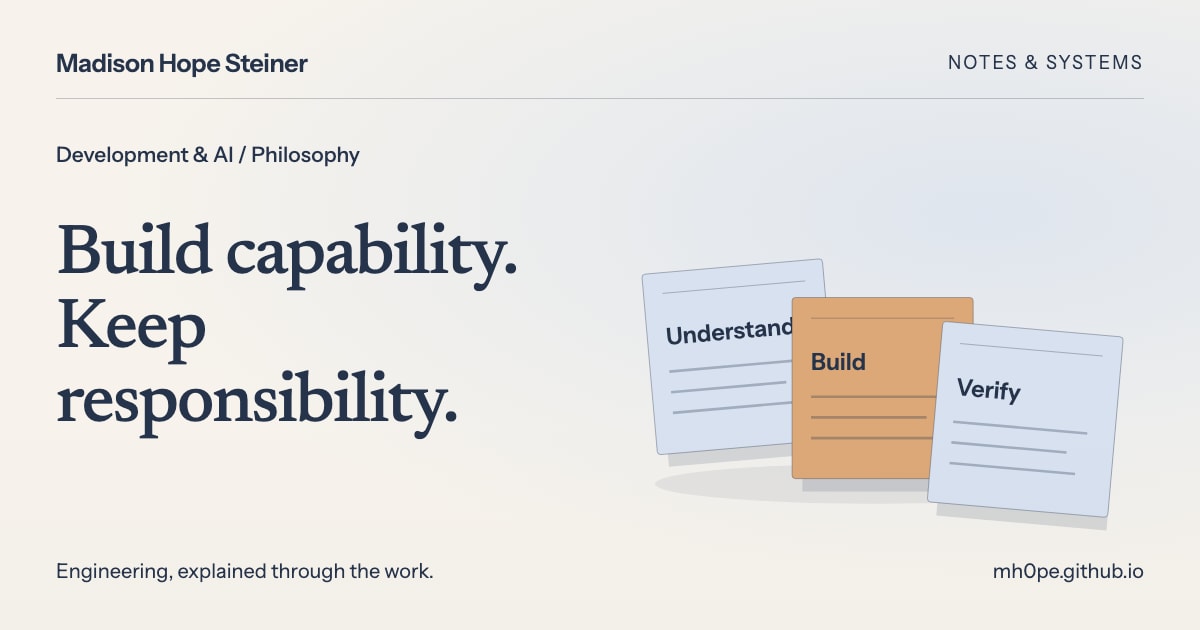 Madison Hope Steiner
NOTES & SYSTEMS
Development & AI / Philosophy
Build capability.
Keep
responsibility.
Understand
Build
Verify
Engineering, explained through the work.
mh0pe.github.io